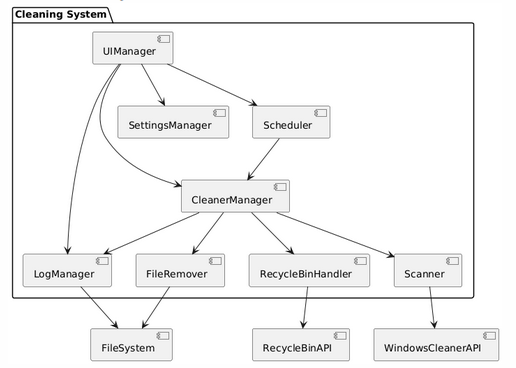 Cleaning System
UIManager
SettingsManager
Scheduler
CleanerManager
LogManager
FileRemover
RecycleBinHandler
Scanner
FileSystem
RecycleBinAPI
WindowsCleanerAPI